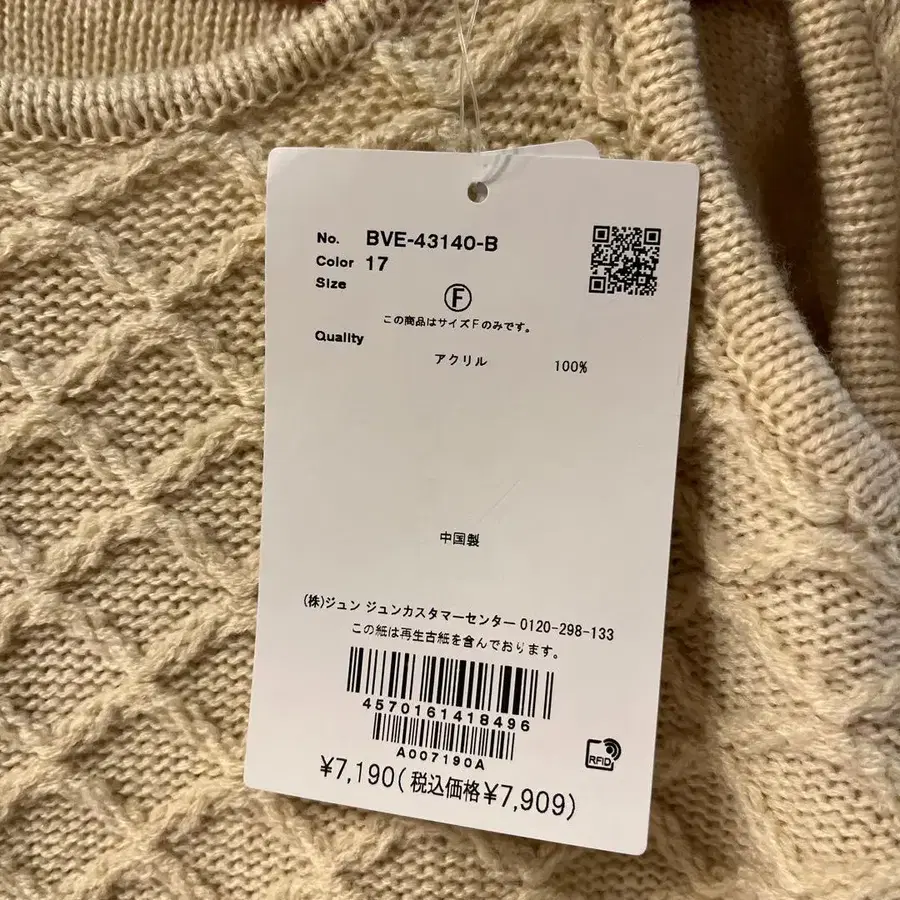 No. BVE-43140-B
Color 17
Size
Ⓕ
この商品はサイズFのみです。
Quality
アクリル 100%
中国製
(株)ジュン ジュンカスタマーセンター 0120-298-133
この紙は再生古紙を含んでおります。
4570161418496
A007190A
RFID
¥7,190(税込価格¥7,909)